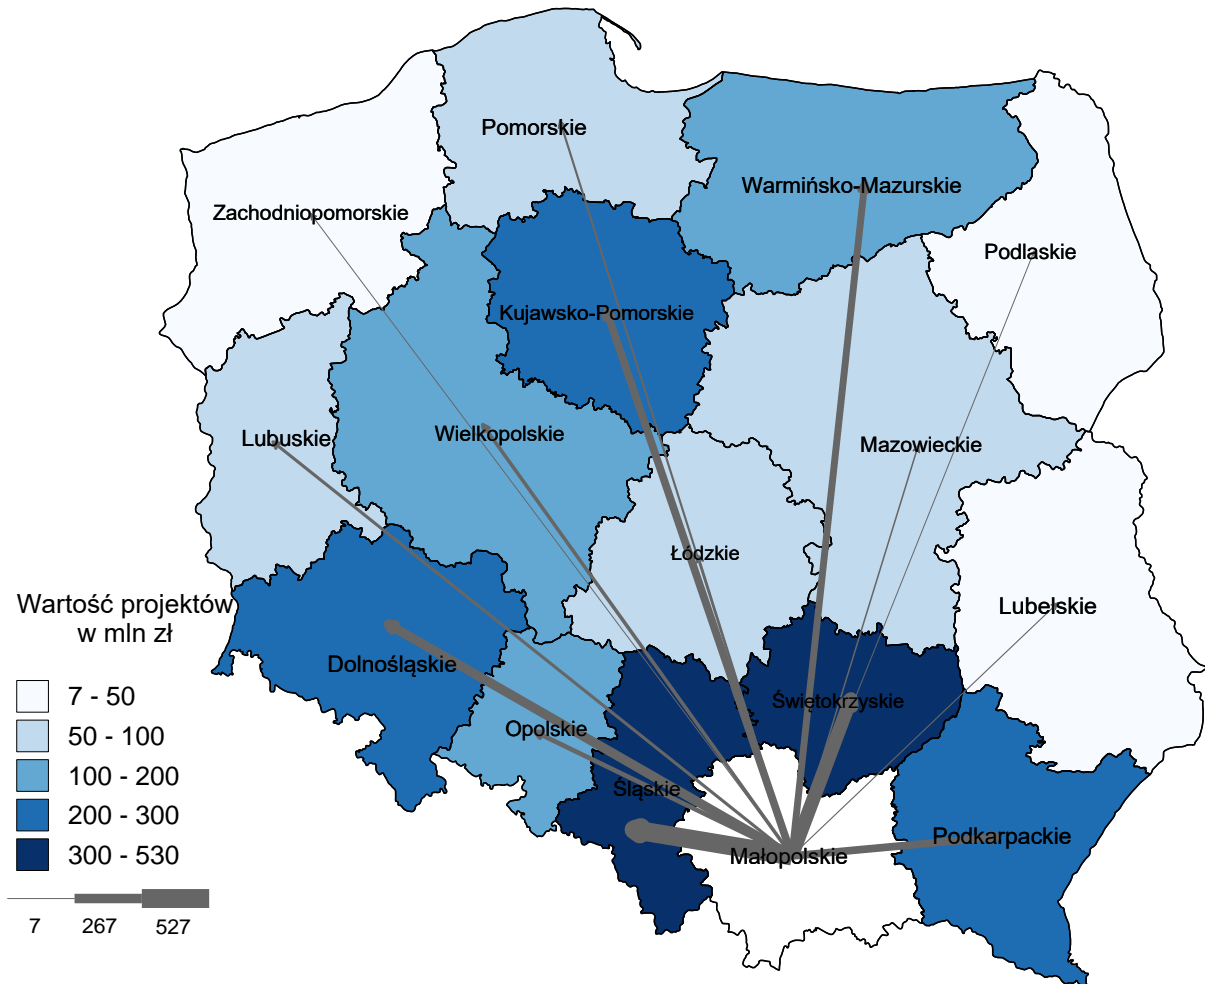 Pomorskie
Warmińsko-Mazurskie
Zachodniopomorskie
Podlaskie
Kujawsko-Pomorskie
Lubuskie
Wielkopolskie
Mazowieckie
Łódzkie
Lubelskie
Dolnośląskie
Świętokrzyskie
Opolskie
Śląskie
Podkarpackie
Małopolskie
Wartość projektów
w mln zł
7 - 50
50 - 100
100 - 200
200 - 300
300 - 530
7 267 527